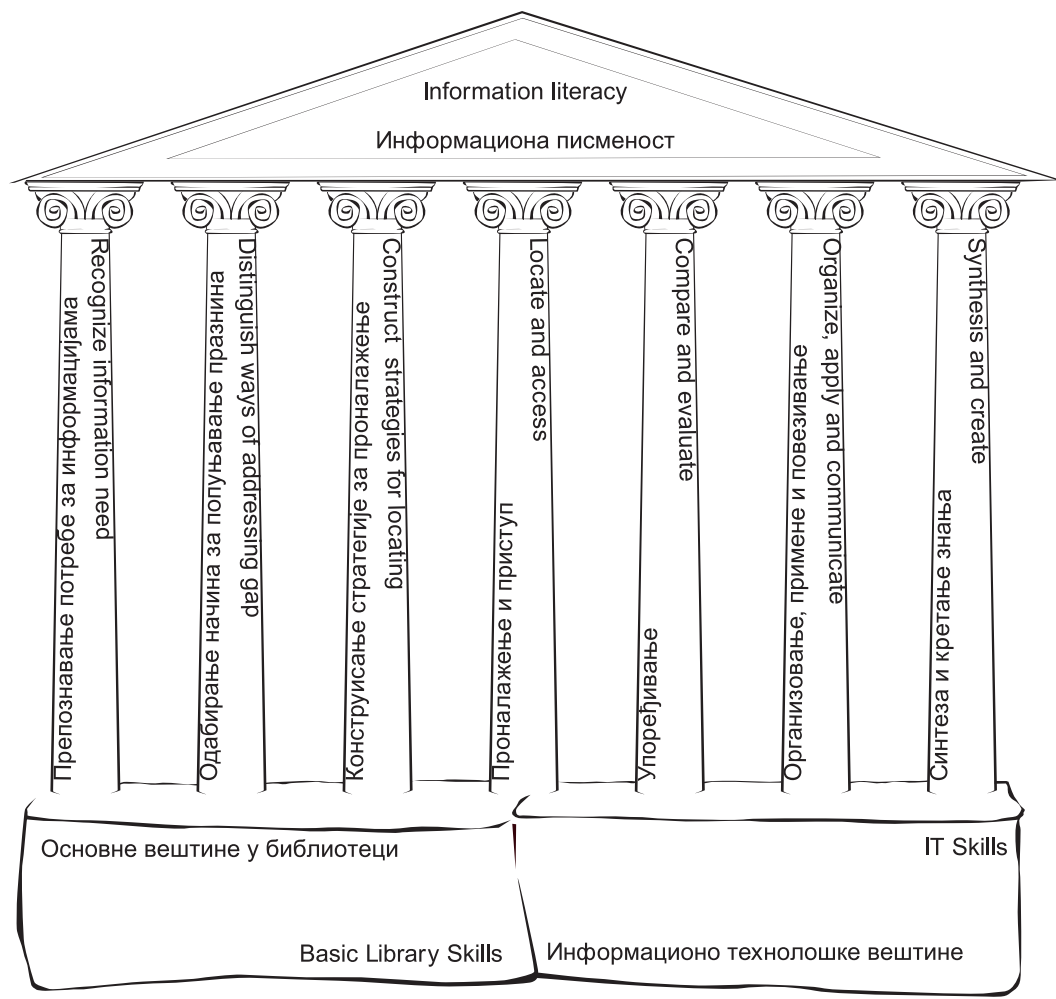 Information literacy
Информациона писменост
Препознавање потребе за информацијама
Recognize information need
Одабирање начина за попуњавање празнина
Distinguish ways of addressing gap
Конструисање стратегије за проналажење
Construct strategies for locating
Проналажење и приступ
Locate and access
Упоређивање
Compare and evaluate
Организовање, примене и повезивање
Organize, apply and communicate
Синтеза и кретање знања
Synthesis and create
Основне вештине у библиотеци
Basic Library Skills
IT Skills
Информационо технолошке вештине